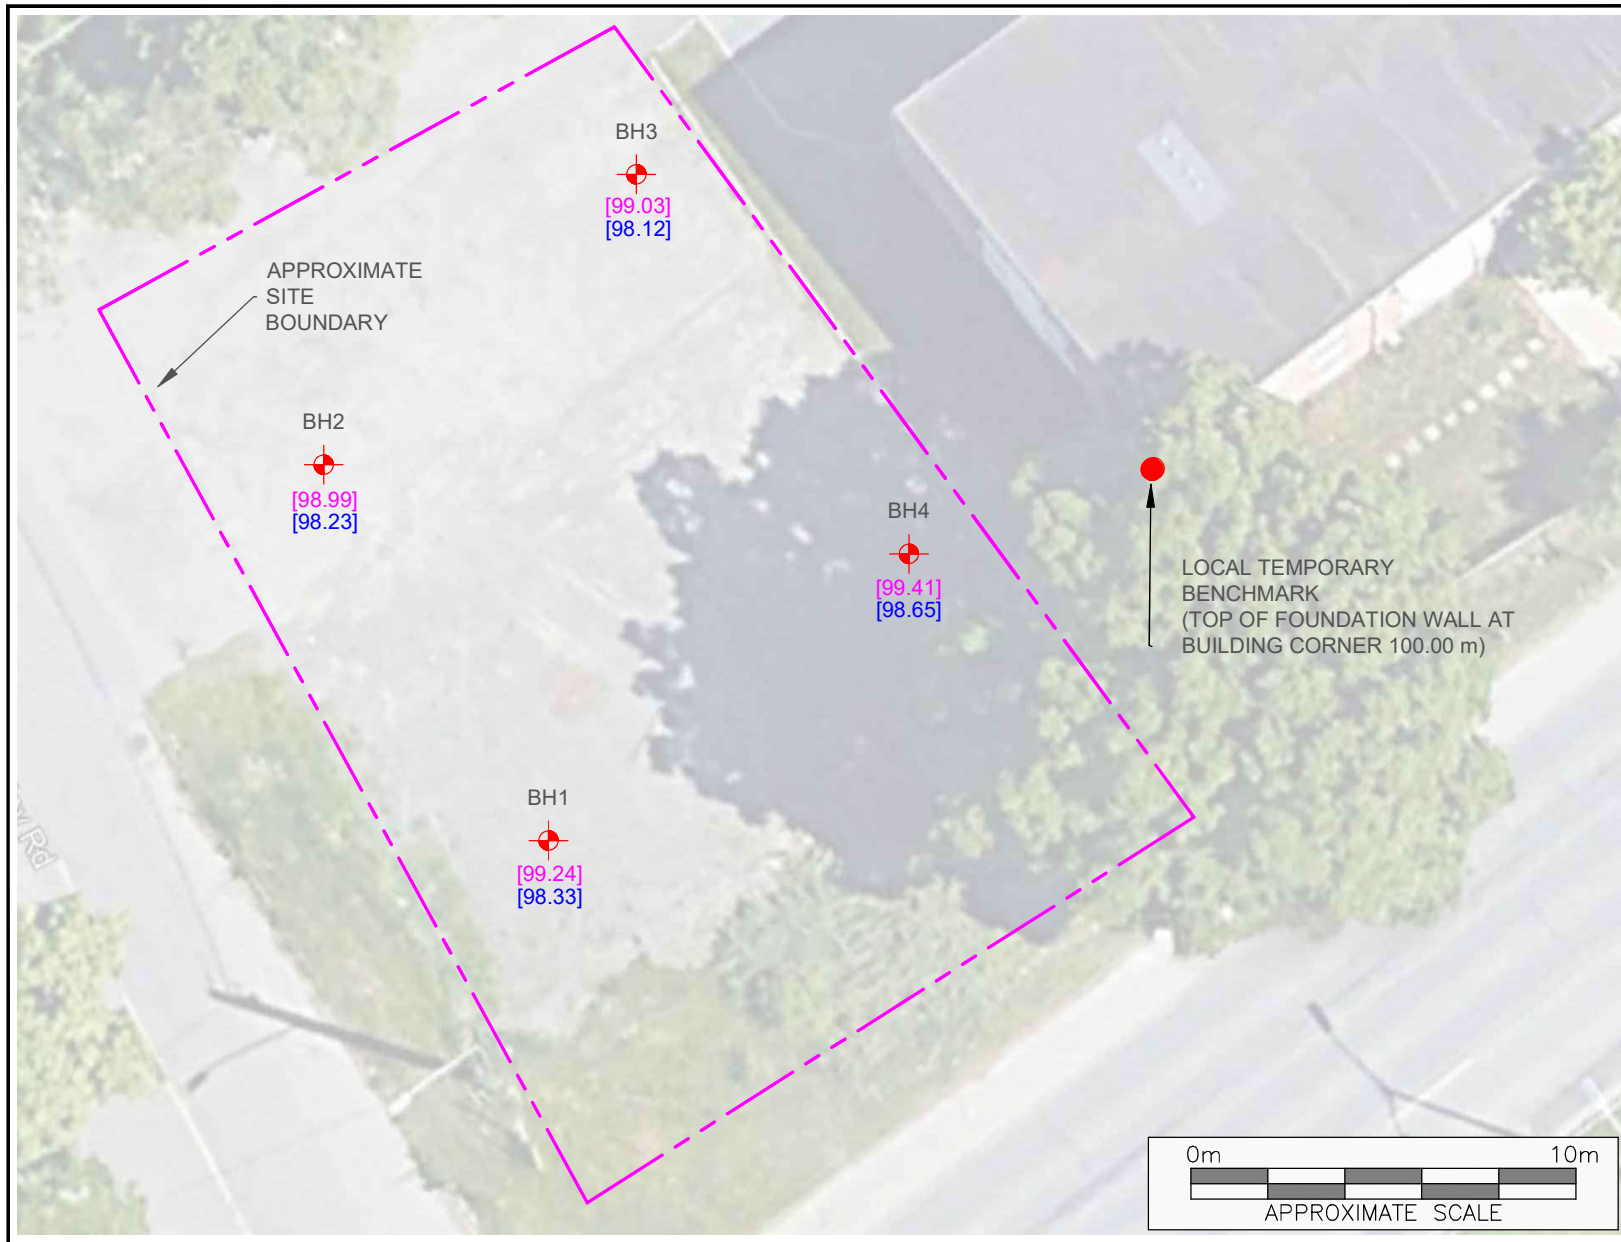 BH3
[99.03]
[98.12]
APPROXIMATE
SITE
BOUNDARY
BH2
[98.99]
[98.23]
BH4
[99.41]
[98.65]
LOCAL TEMPORARY
BENCHMARK
(TOP OF FOUNDATION WALL AT
BUILDING CORNER 100.00 m)
BH1
[99.24]
[98.33]
Rd
0m 10m
APPROXIMATE SCALE